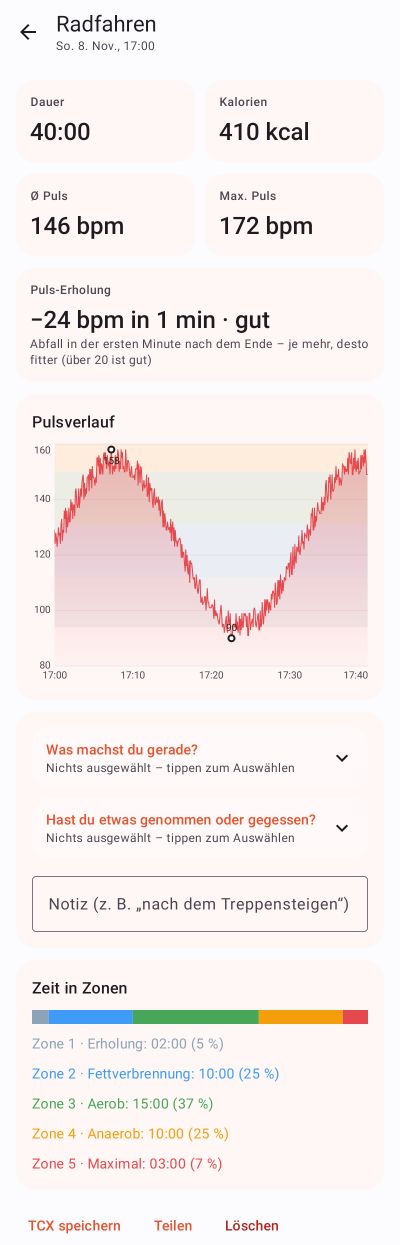 Radfahren
So. 8. Nov., 17:00
Dauer
40:00
Kalorien
410 kcal
Ø Puls
146 bpm
Max. Puls
172 bpm
Puls-Erholung
−24 bpm in 1 min · gut
Abfall in der ersten Minute nach dem Ende – je mehr, desto
fitter (über 20 ist gut)
Pulsverlauf
160
158
140
120
100
90
80
17:00 17:10 17:20 17:30 17:40
Was machst du gerade?
Nichts ausgewählt – tippen zum Auswählen
Hast du etwas genommen oder gegessen?
Nichts ausgewählt – tippen zum Auswählen
Notiz (z. B. „nach dem Treppensteigen“)
Zeit in Zonen
Zone 1 · Erholung: 02:00 (5 %)
Zone 2 · Fettverbrennung: 10:00 (25 %)
Zone 3 · Aerob: 15:00 (37 %)
Zone 4 · Anaerob: 10:00 (25 %)
Zone 5 · Maximal: 03:00 (7 %)
TCX speichern Teilen Löschen